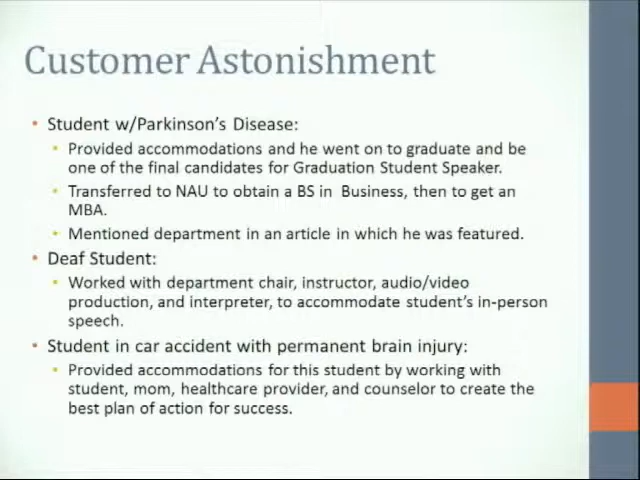 Customer Astonishment
• Student w/Parkinson's Disease:
• Provided accommodations and he went on to graduate and be
one of the final candidates for Graduation Student Speaker.
• Transferred to NAU to obtain a BS in Business, then to get an
MBA.
• Mentioned department in an article in which he was featured.
• Deaf Student:
• Worked with department chair, instructor, audio/video
production, and interpreter, to accommodate student's in-person
speech.
• Student in car accident with permanent brain injury:
• Provided accommodations for this student by working with
student, mom, healthcare provider, and counselor to create the
best plan of action for success.